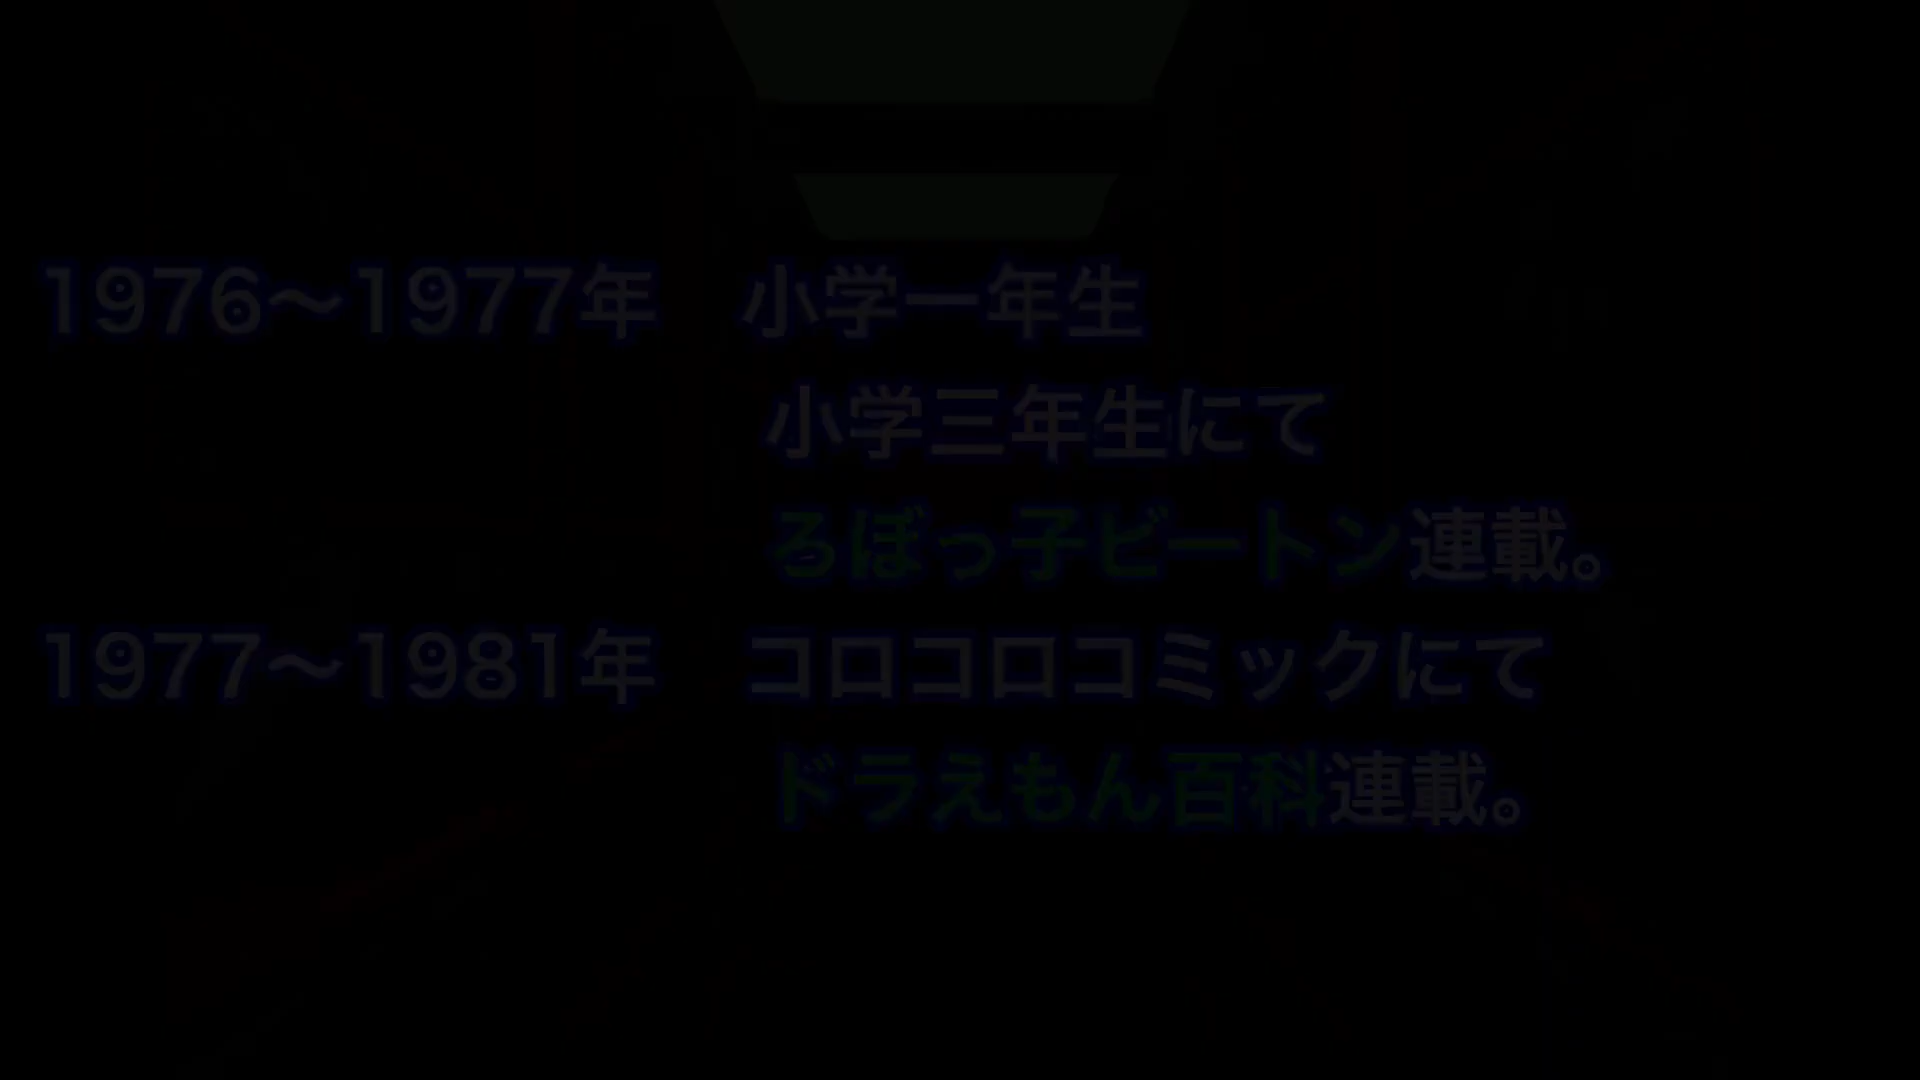 1976〜1977年　小学一年生
小学三年生にて
ろぼっ子ビートン連載。
1977〜1981年　コロコロコミックにて
ドラえもん百科連載。